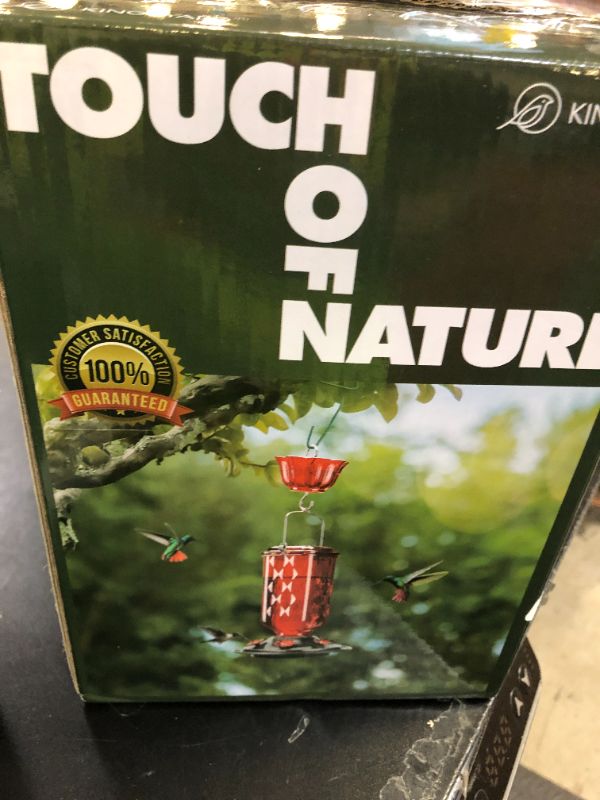 TOUCH
OF
NATUR
KIN
CUSTOMER SATISFACTION
100%
GUARANTEED